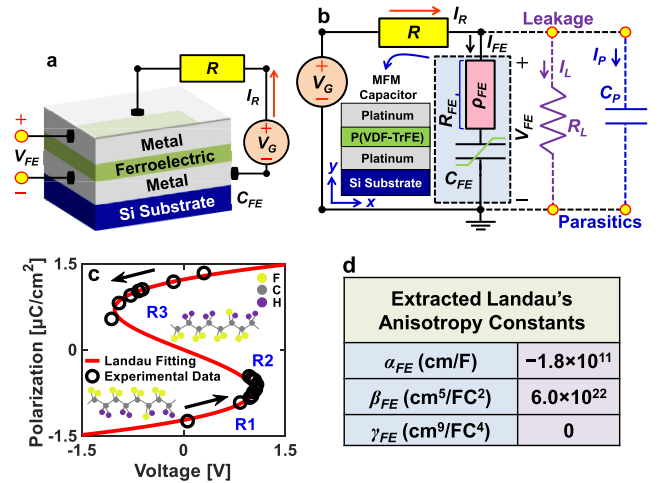 a
R
I_R
+
V_FE
−
Metal
Ferroelectric
Metal
Si Substrate
+
V_G
−
C_FE
b
I_R
R
Leakage
+
V_G
−
MFM
Capacitor
Platinum
P(VDF-TrFE)
Platinum
Si Substrate
y
x
I_FE
R_FE
ρ_FE
C_FE
+
V_FE
−
I_L
R_L
I_P
C_P
Parasitics
c
Polarization [µC/cm²]
1.5
0
-1.5
F
C
H
R3
R2
R1
Landau Fitting
Experimental Data
-1.5 0 1.5
Voltage [V]
d
Extracted Landau's
Anisotropy Constants
α_FE (cm/F) −1.8×10¹¹
β_FE (cm⁵/FC²) 6.0×10²²
γ_FE (cm⁹/FC⁴) 0